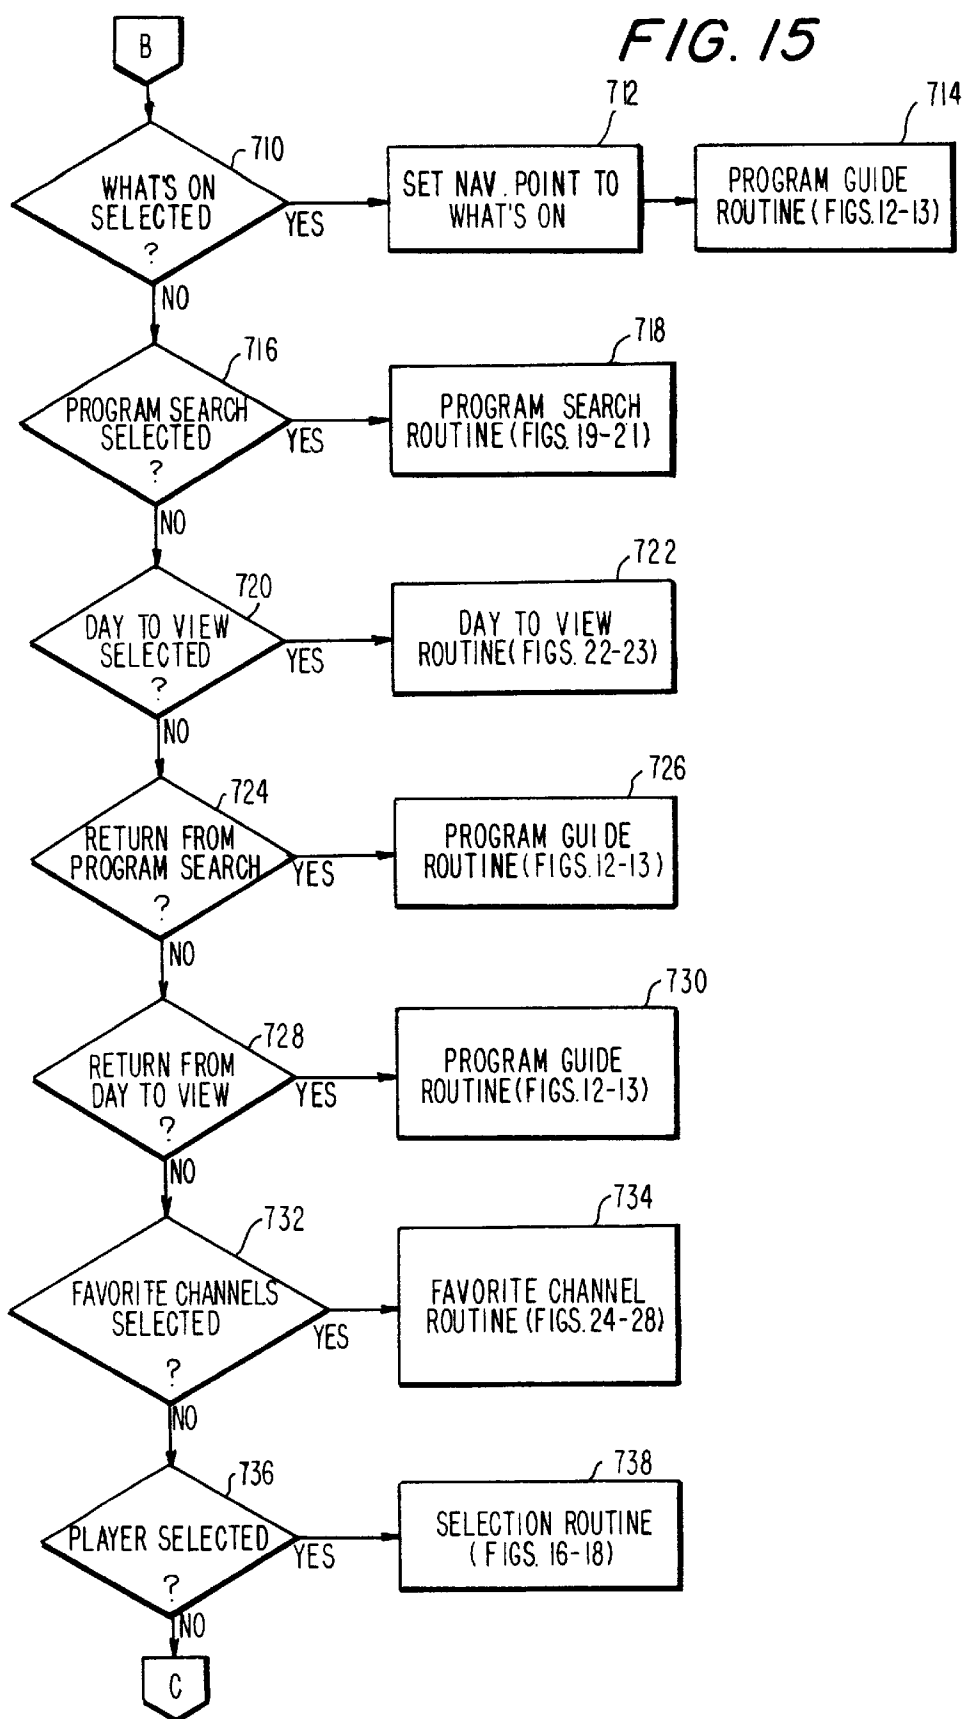 FIG. 15
B
710
WHAT'S ON
SELECTED
?
YES
NO
712
SET NAV. POINT TO
WHAT'S ON
714
PROGRAM GUIDE
ROUTINE (FIGS. 12-13)
716
PROGRAM SEARCH
SELECTED
?
YES
NO
718
PROGRAM SEARCH
ROUTINE (FIGS. 19-21)
720
DAY TO VIEW
SELECTED
?
YES
NO
722
DAY TO VIEW
ROUTINE (FIGS. 22-23)
724
RETURN FROM
PROGRAM SEARCH
?
YES
NO
726
PROGRAM GUIDE
ROUTINE (FIGS. 12-13)
728
RETURN FROM
DAY TO VIEW
?
YES
NO
730
PROGRAM GUIDE
ROUTINE (FIGS. 12-13)
732
FAVORITE CHANNELS
SELECTED
?
YES
NO
734
FAVORITE CHANNEL
ROUTINE (FIGS. 24-28)
736
PLAYER SELECTED
?
YES
NO
738
SELECTION ROUTINE
(FIGS. 16-18)
C